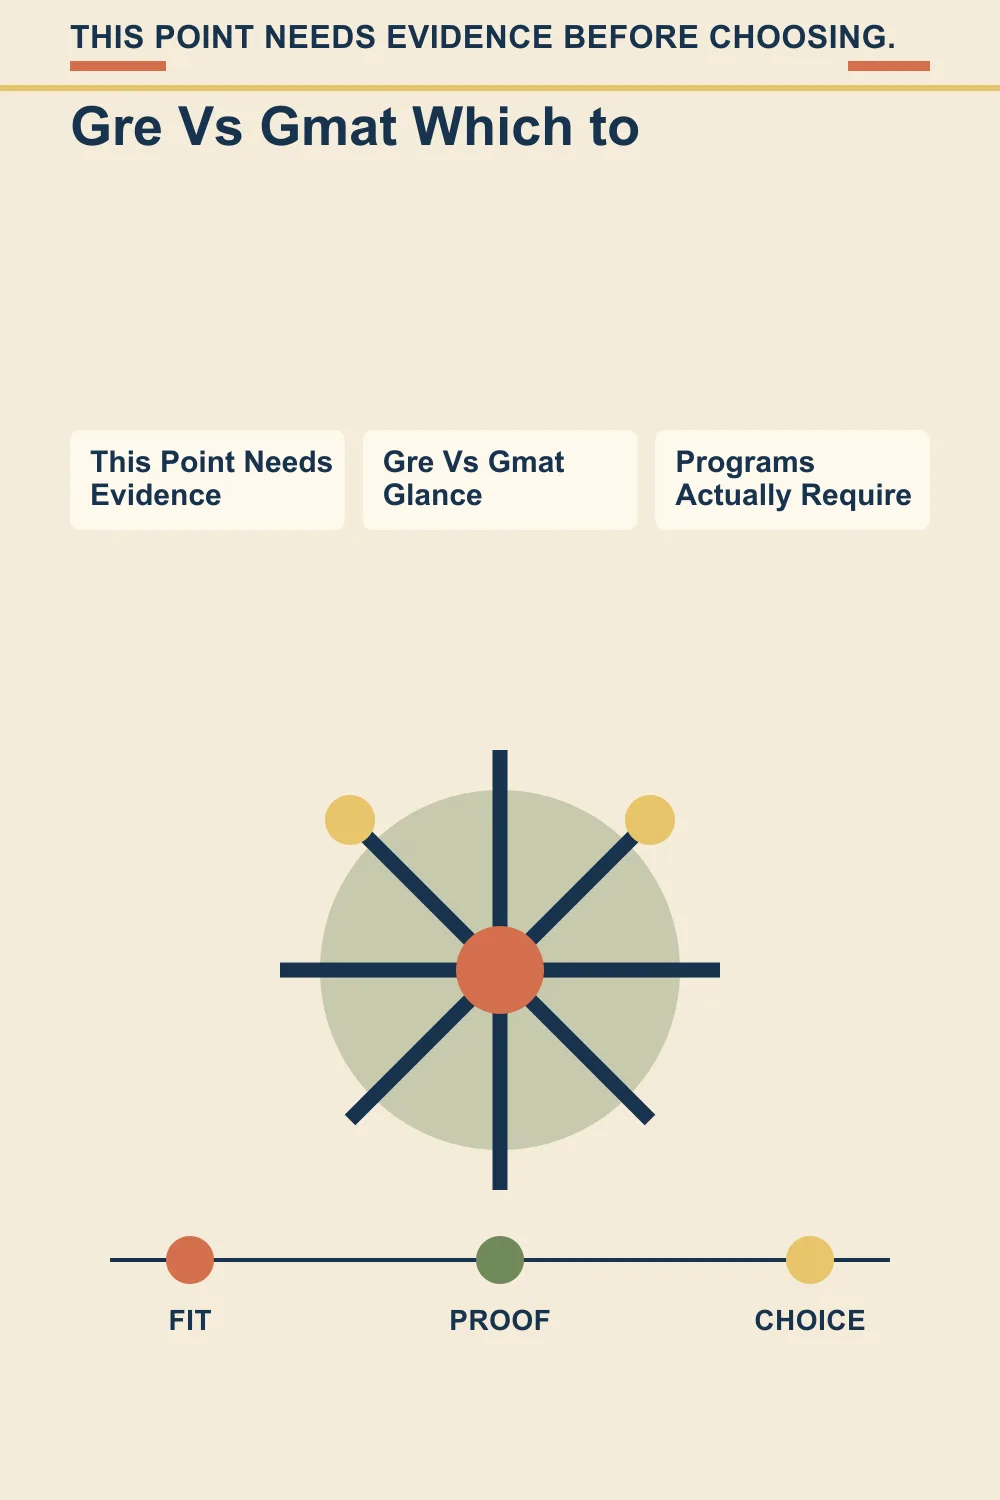 THIS POINT NEEDS EVIDENCE BEFORE CHOOSING.
Gre Vs Gmat Which to
This Point Needs
Evidence
Gre Vs Gmat
Glance
Programs
Actually Require
FIT
PROOF
CHOICE